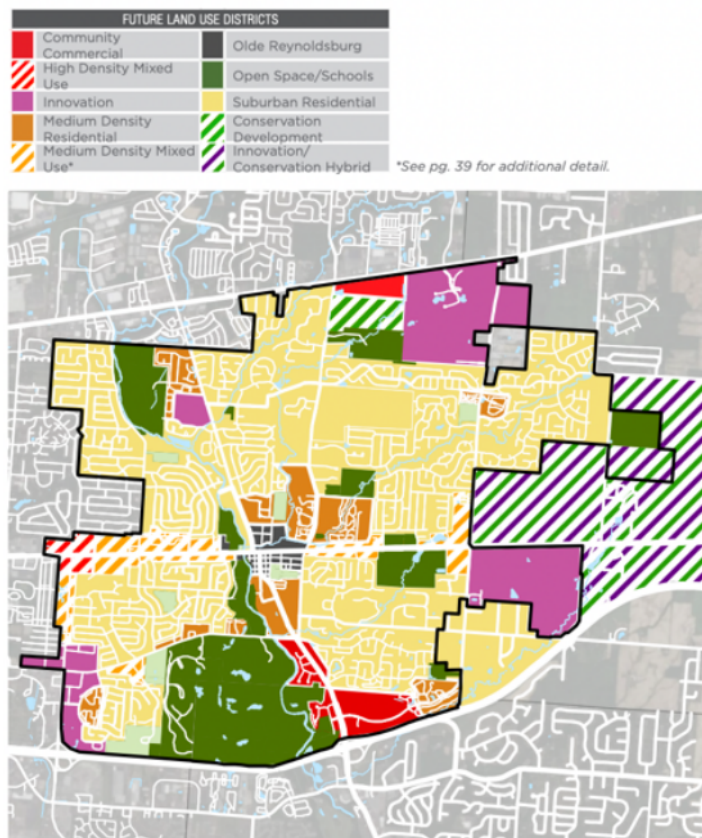 FUTURE LAND USE DISTRICTS
Community
Commercial
Olde Reynoldsburg
High Density Mixed
Use
Open Space/Schools
Innovation
Suburban Residential
Medium Density
Residential
Conservation
Development
Medium Density Mixed
Use*
Innovation/
Conservation Hybrid
*See pg. 39 for additional detail.